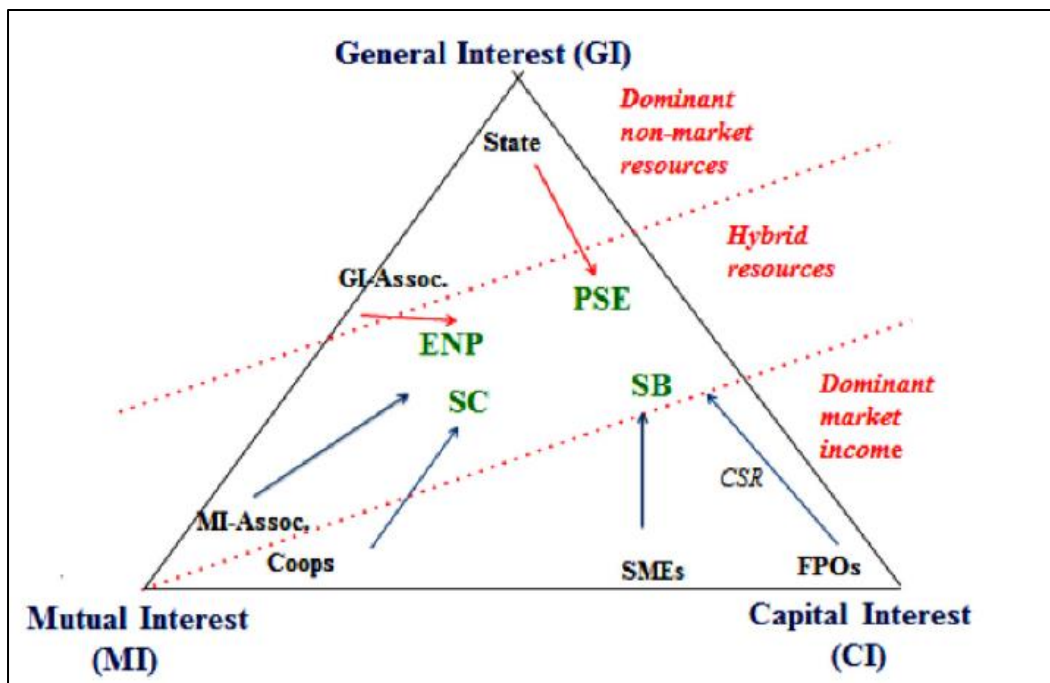 General Interest (GI)
Dominant
non-market
resources
State
Hybrid
resources
GI-Assoc.
PSE
ENP
SB
SC
Dominant
market
income
CSR
MI-Assoc.
Coops
SMEs
FPOs
Mutual Interest
(MI)
Capital Interest
(CI)